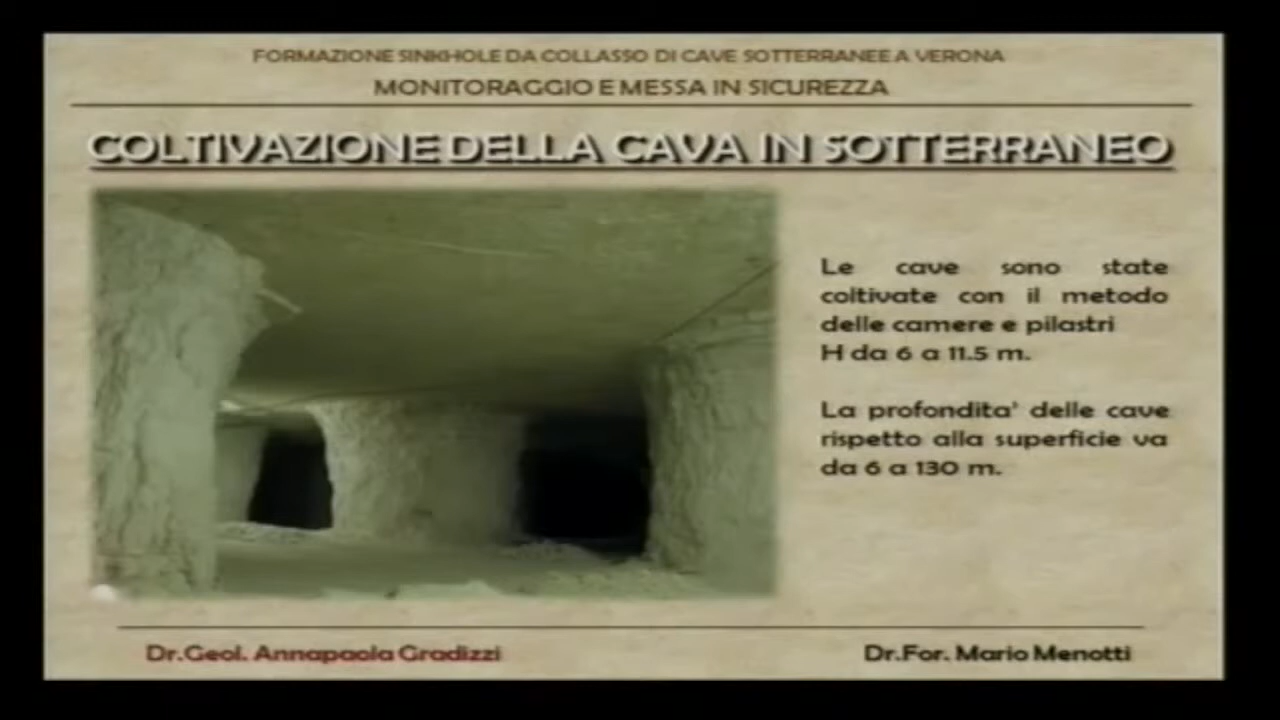 FORMAZIONE SINKHOLE DA COLLASSO DI CAVE SOTTERRANEE A VERONA
MONITORAGGIO E MESSA IN SICUREZZA
COLTIVAZIONE DELLA CAVA IN SOTTERRANEO
Le cave sono state
coltivate con il metodo
delle camere e pilastri
H da 6 a 11.5 m.
La profondita' delle cave
rispetto alla superficie va
da 6 a 130 m.
Dr.Geol. Annapaola Gradizzi
Dr.For. Mario Menotti